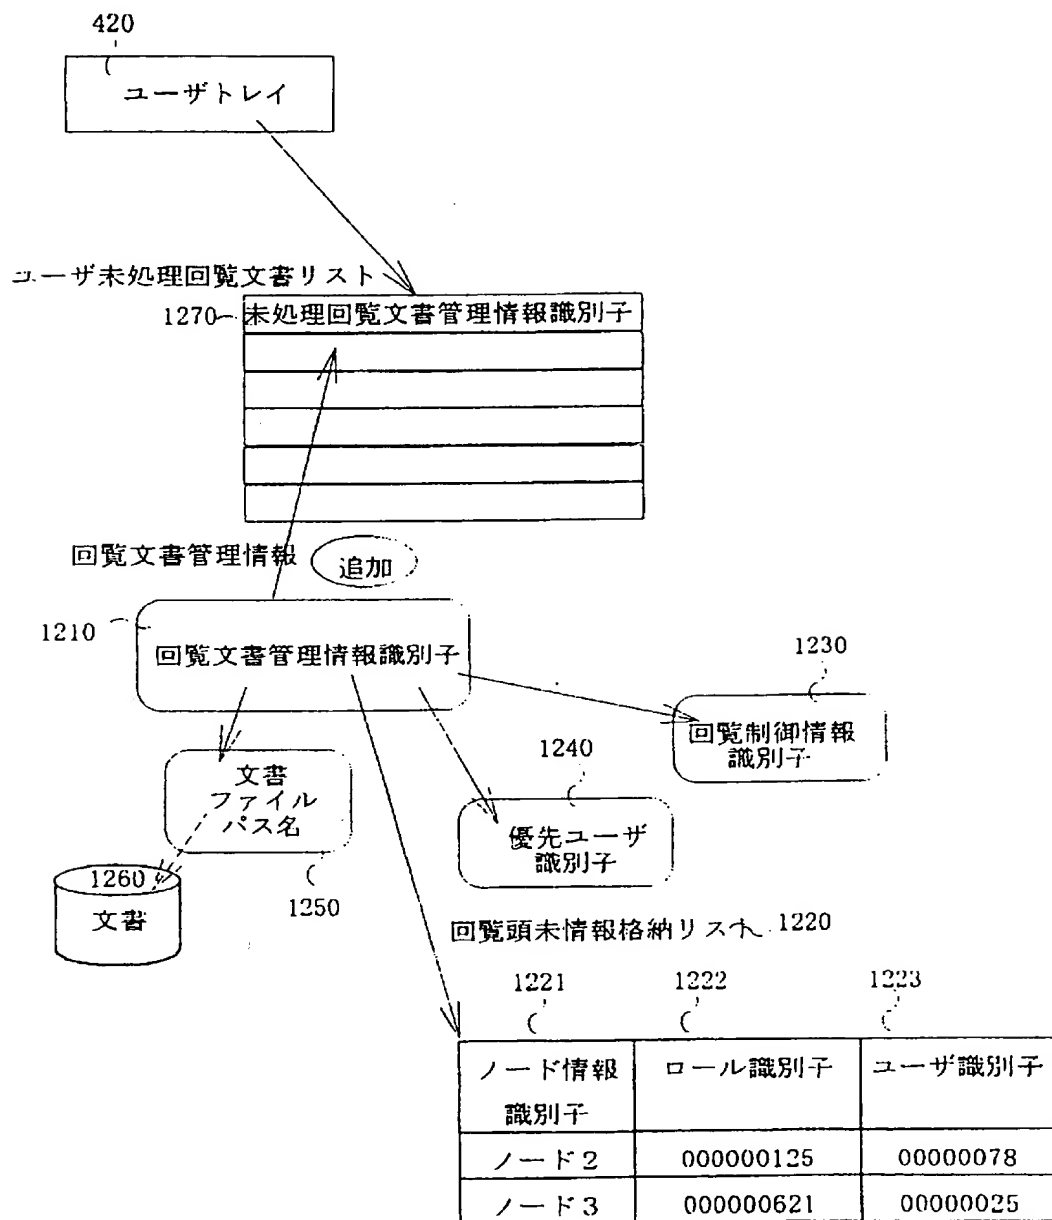 420
ユーザトレイ
ユーザ未処理回覧文書リスト
1270 未処理回覧文書管理情報識別子
回覧文書管理情報 追加
1210
回覧文書管理情報識別子
1230
回覧制御情報
識別子
1240
優先ユーザ
識別子
文書
ファイル
パス名
1250
1260
文書
回覧頭未情報格納リスト 1220
1221 1222 1223
ノード情報 ロール識別子 ユーザ識別子
識別子
ノード2 000000125 00000078
ノード3 000000621 00000025